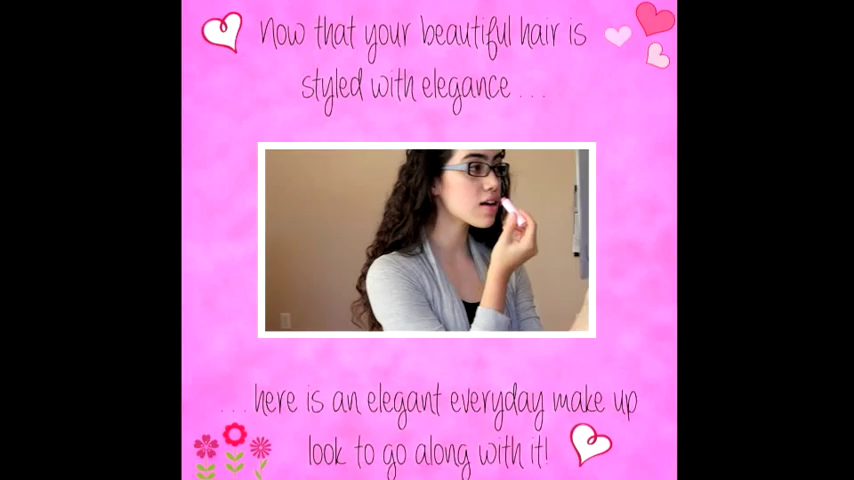 Now that your beautiful hair is
styled with elegance . . .
. . . here is an elegant everyday make up
look to go along with it!